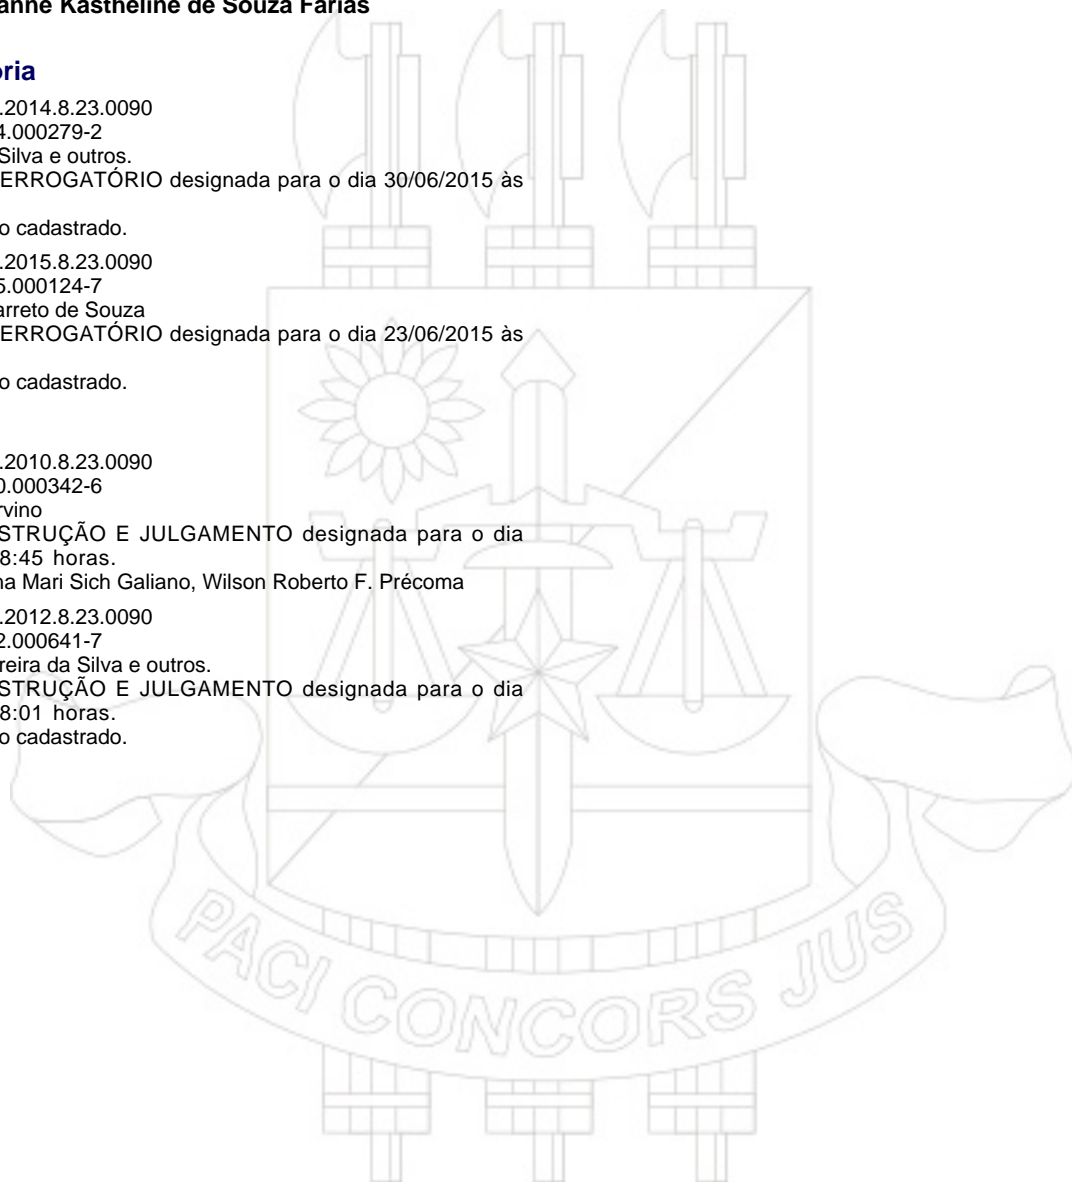 anne Kastheline de Souza Farias
oria
.2014.8.23.0090
4.000279-2
Silva e outros.
ERROGATÓRIO designada para o dia 30/06/2015 às
o cadastrado.
.2015.8.23.0090
5.000124-7
arreto de Souza
ERROGATÓRIO designada para o dia 23/06/2015 às
o cadastrado.
.2010.8.23.0090
0.000342-6
rvino
STRUÇÃO E JULGAMENTO designada para o dia
8:45 horas.
na Mari Sich Galiano, Wilson Roberto F. Précoma
.2012.8.23.0090
2.000641-7
reira da Silva e outros.
STRUÇÃO E JULGAMENTO designada para o dia
8:01 horas.
o cadastrado.
PACI CONCORS JUS